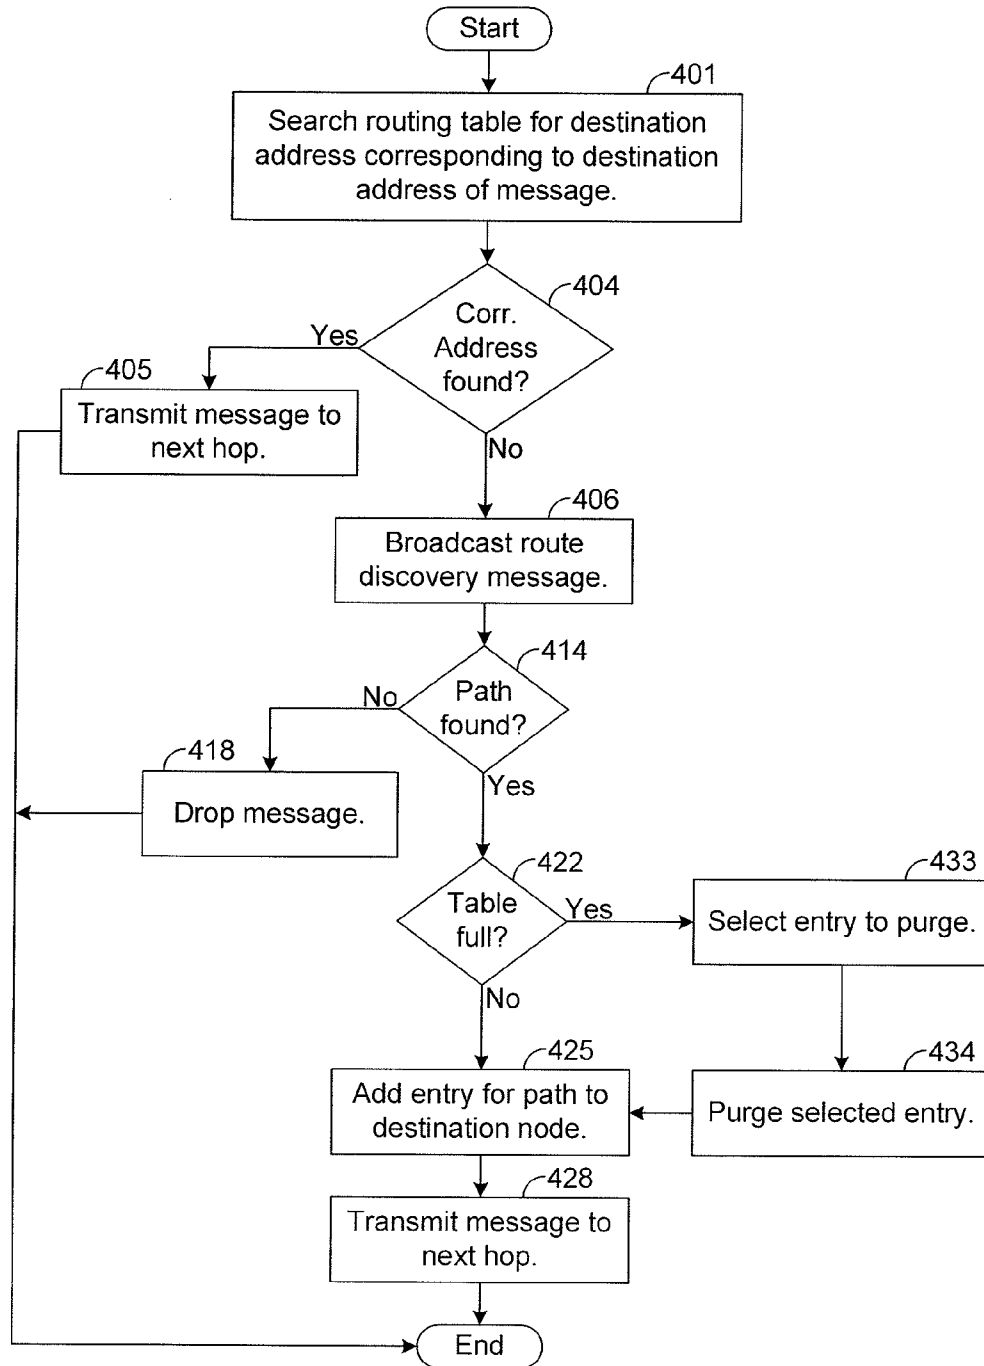 Start
401
Search routing table for destination
address corresponding to destination
address of message.
404
Corr.
Address
found?
Yes
405
Transmit message to
next hop.
No
406
Broadcast route
discovery message.
414
Path
found?
No
418
Drop message.
Yes
422
Table
full?
Yes
433
Select entry to purge.
No
425
Add entry for path to
destination node.
434
Purge selected entry.
428
Transmit message to
next hop.
End